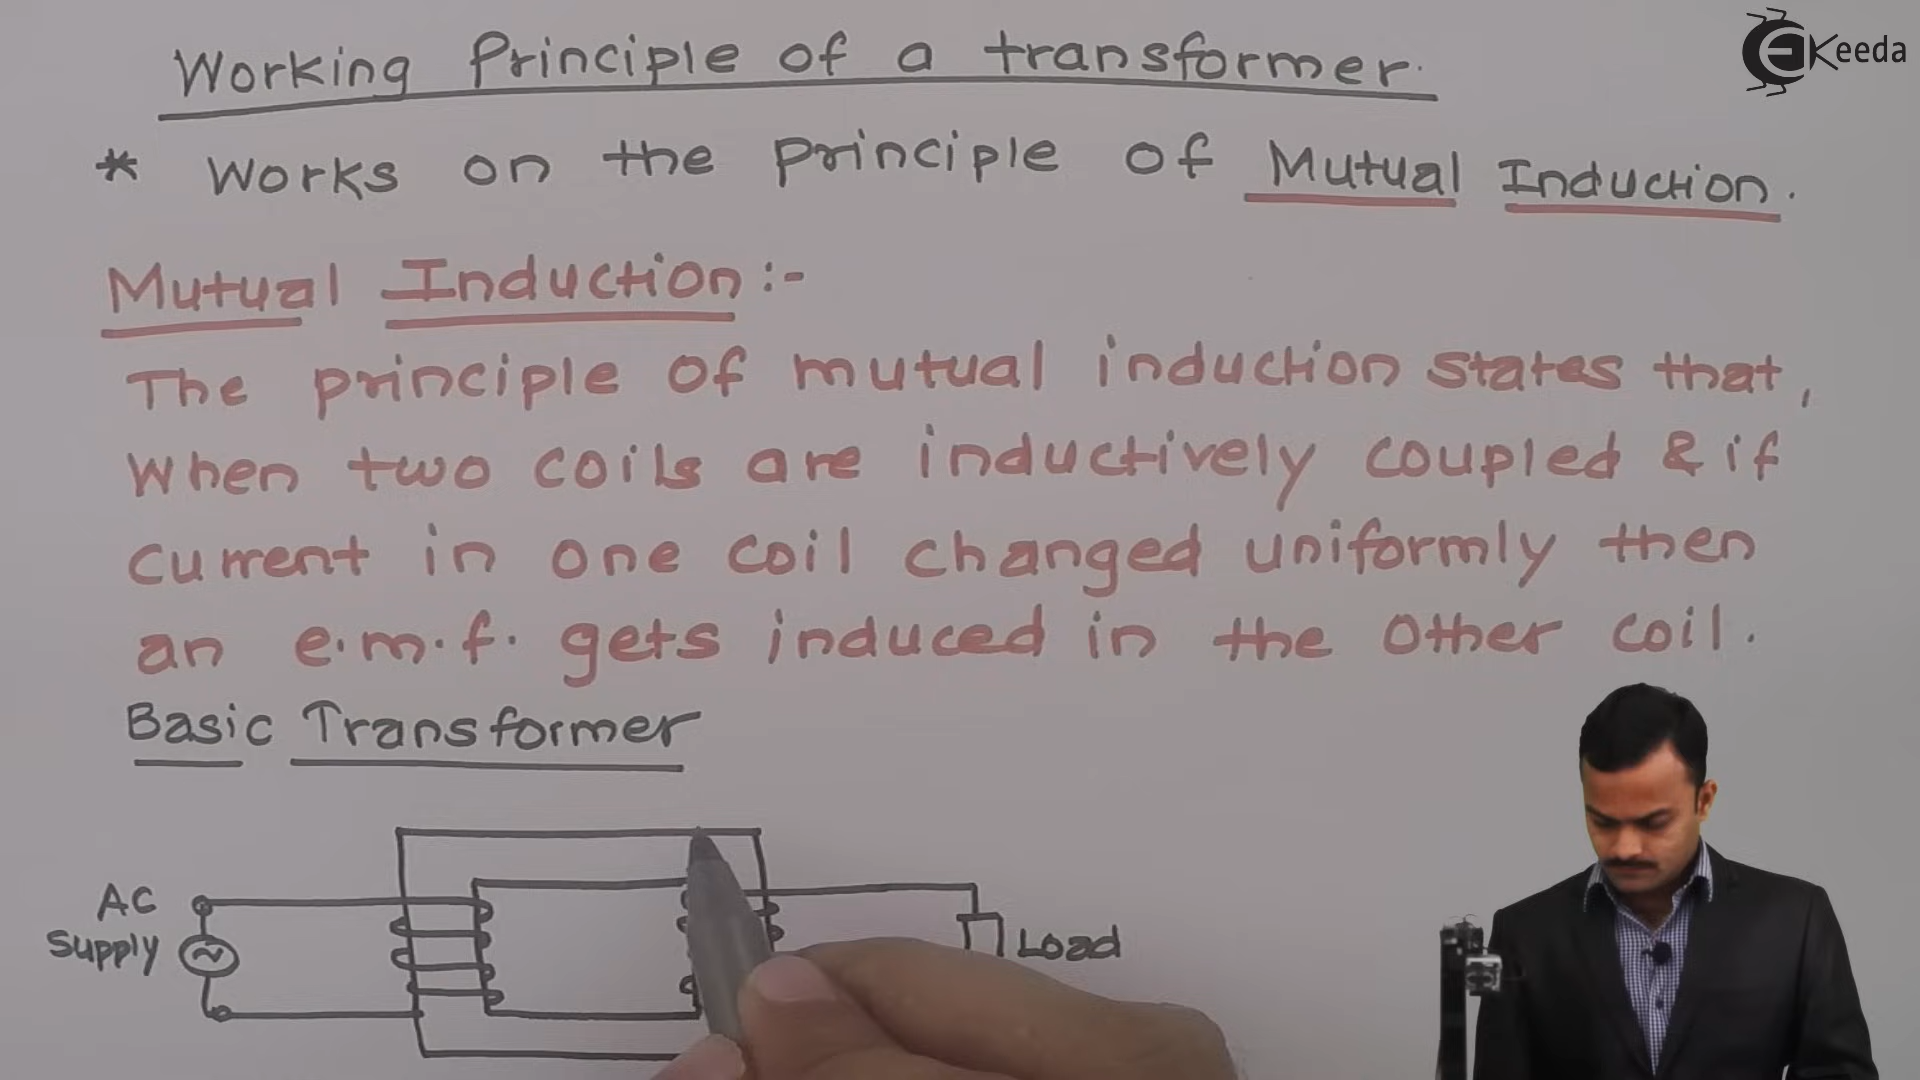 Working Principle of a transformer.
* Works on the principle of Mutual Induction.
Mutual Induction :-
The principle of mutual induction states that,
When two coils are inductively coupled & if
current in one coil changed uniformly then
an e.m.f. gets induced in the other coil.
Basic Transformer
AC
Supply
Load
EKeeda